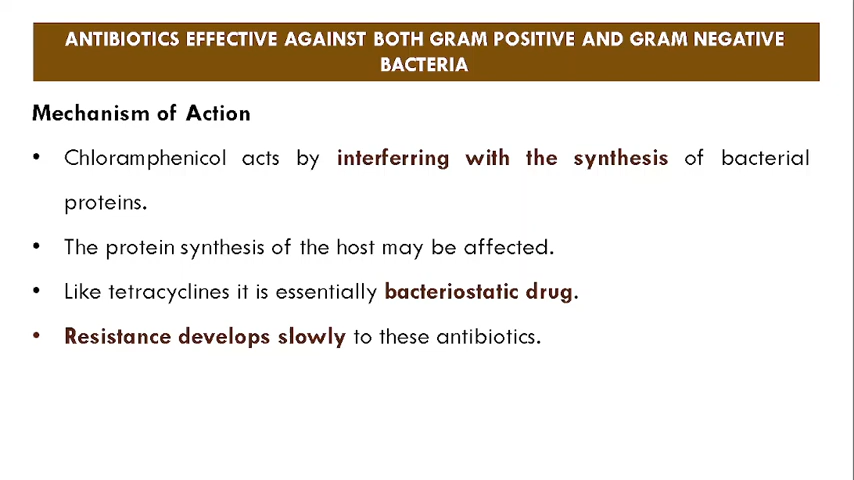 ANTIBIOTICS EFFECTIVE AGAINST BOTH GRAM POSITIVE AND GRAM NEGATIVE
BACTERIA
Mechanism of Action
• Chloramphenicol acts by interferring with the synthesis of bacterial
proteins.
• The protein synthesis of the host may be affected.
• Like tetracyclines it is essentially bacteriostatic drug.
• Resistance develops slowly to these antibiotics.